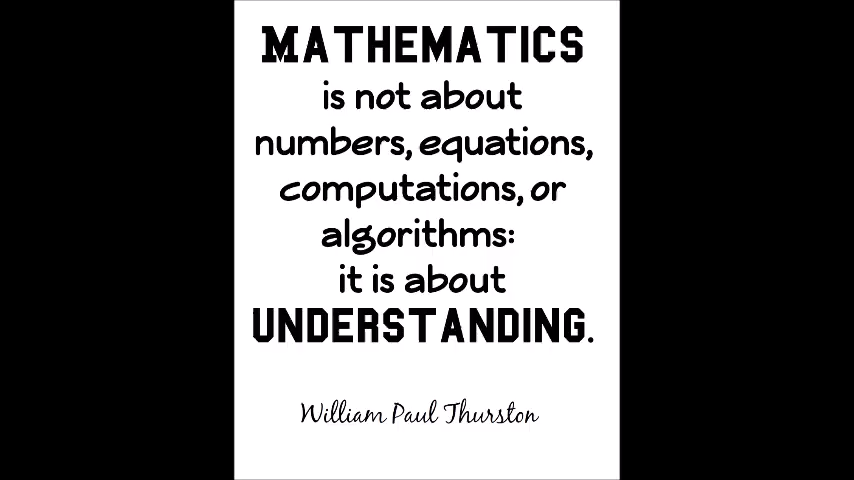 MATHEMATICS
is not about
numbers, equations,
computations, or
algorithms:
it is about
UNDERSTANDING.
William Paul Thurston